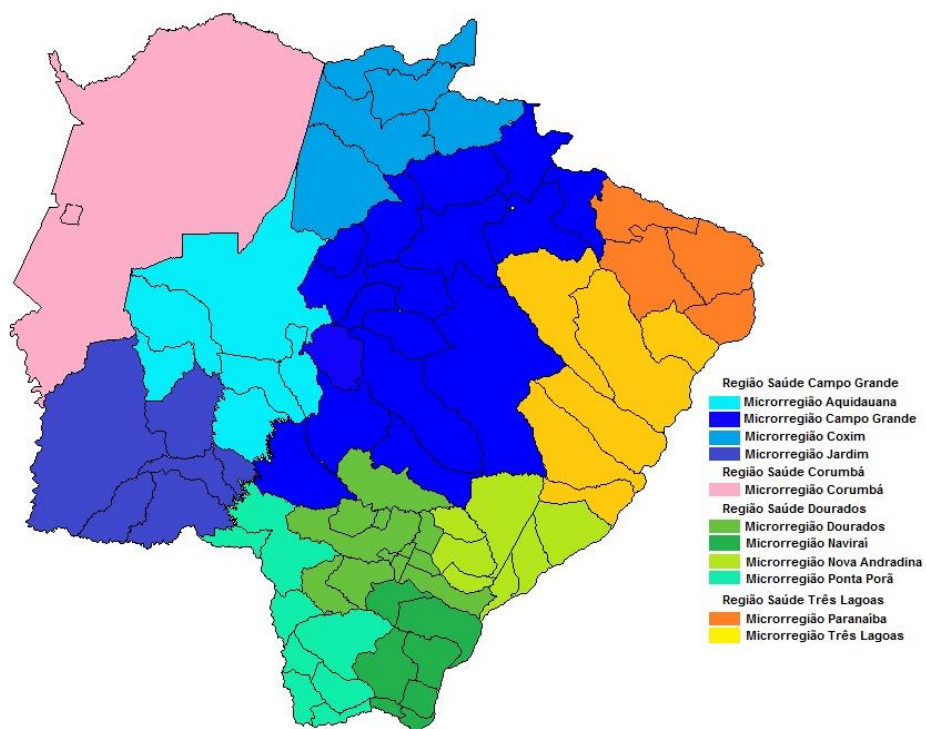 Região Saúde Campo Grande
Microrregião Aquidauana
Microrregião Campo Grande
Microrregião Coxim
Microrregião Jardim
Região Saúde Corumbá
Microrregião Corumbá
Região Saúde Dourados
Microrregião Dourados
Microrregião Naviraí
Microrregião Nova Andradina
Microrregião Ponta Porã
Região Saúde Três Lagoas
Microrregião Paranaíba
Microrregião Três Lagoas